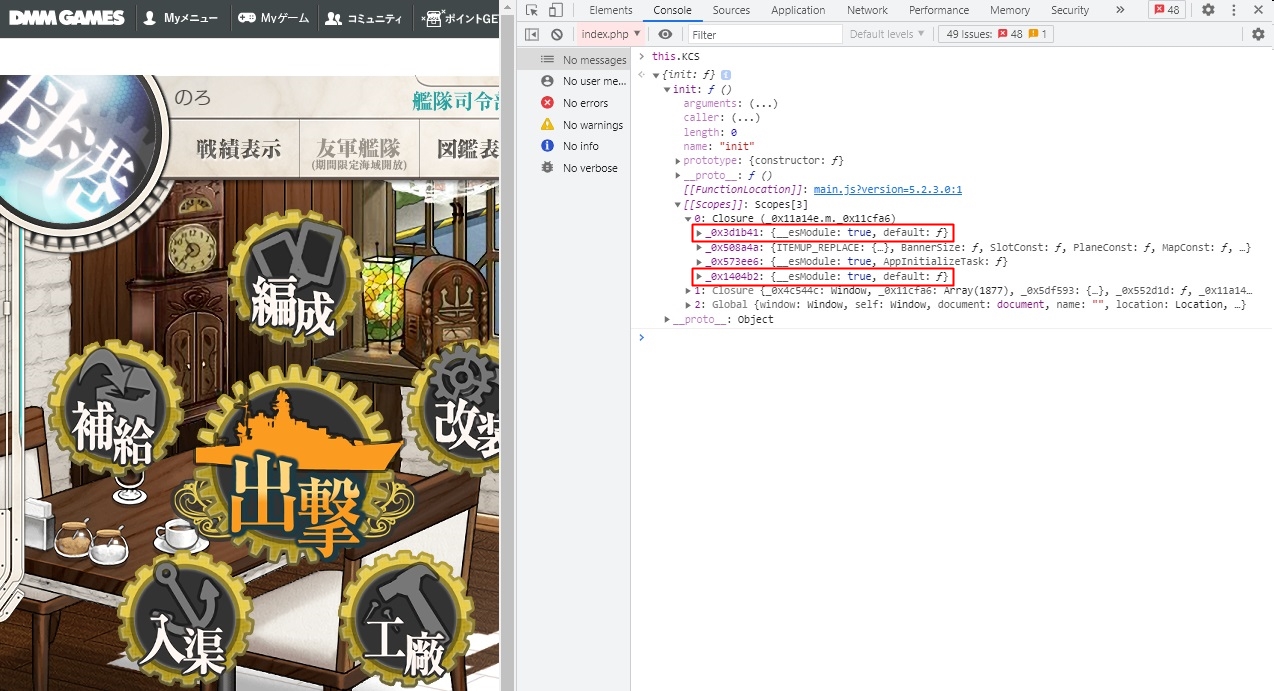 DMM GAMES
Myメニュー
Myゲーム
コミュニティ
ポイントGE
母港
のろ
艦隊司令部
戦績表示
友軍艦隊
(期間限定海域開放)
図鑑表
編成
補給
改装
出撃
入渠
工廠
Elements
Console
Sources
Application
Network
Performance
Memory
Security
»
48
index.php
Filter
Default levels
49 Issues:
48
1
No messages
No user me...
No errors
No warnings
No info
No verbose
this.KCS
{init: ƒ}
init: ƒ ()
arguments: (...)
caller: (...)
length: 0
name: "init"
prototype: {constructor: ƒ}
__proto__: ƒ ()
[[FunctionLocation]]: main.js?version=5.2.3.0:1
[[Scopes]]: Scopes[3]
0: Closure (_0x11a14e.m._0x11cfa6)
_0x3d1b41: {__esModule: true, default: ƒ}
_0x508a4a: {ITEMUP_REPLACE: {…}, BannerSize: ƒ, SlotConst: ƒ, PlaneConst: ƒ, MapConst: ƒ, …}
_0x573ee6: {__esModule: true, AppInitializeTask: ƒ}
_0x1404b2: {__esModule: true, default: ƒ}
1: Closure {_0x4c544c: Window, _0x11cfa6: Array(1877), _0x5df593: {…}, _0x552d1d: ƒ, _0x11a14…
2: Global {window: Window, self: Window, document: document, name: "", location: Location, …}
__proto__: Object